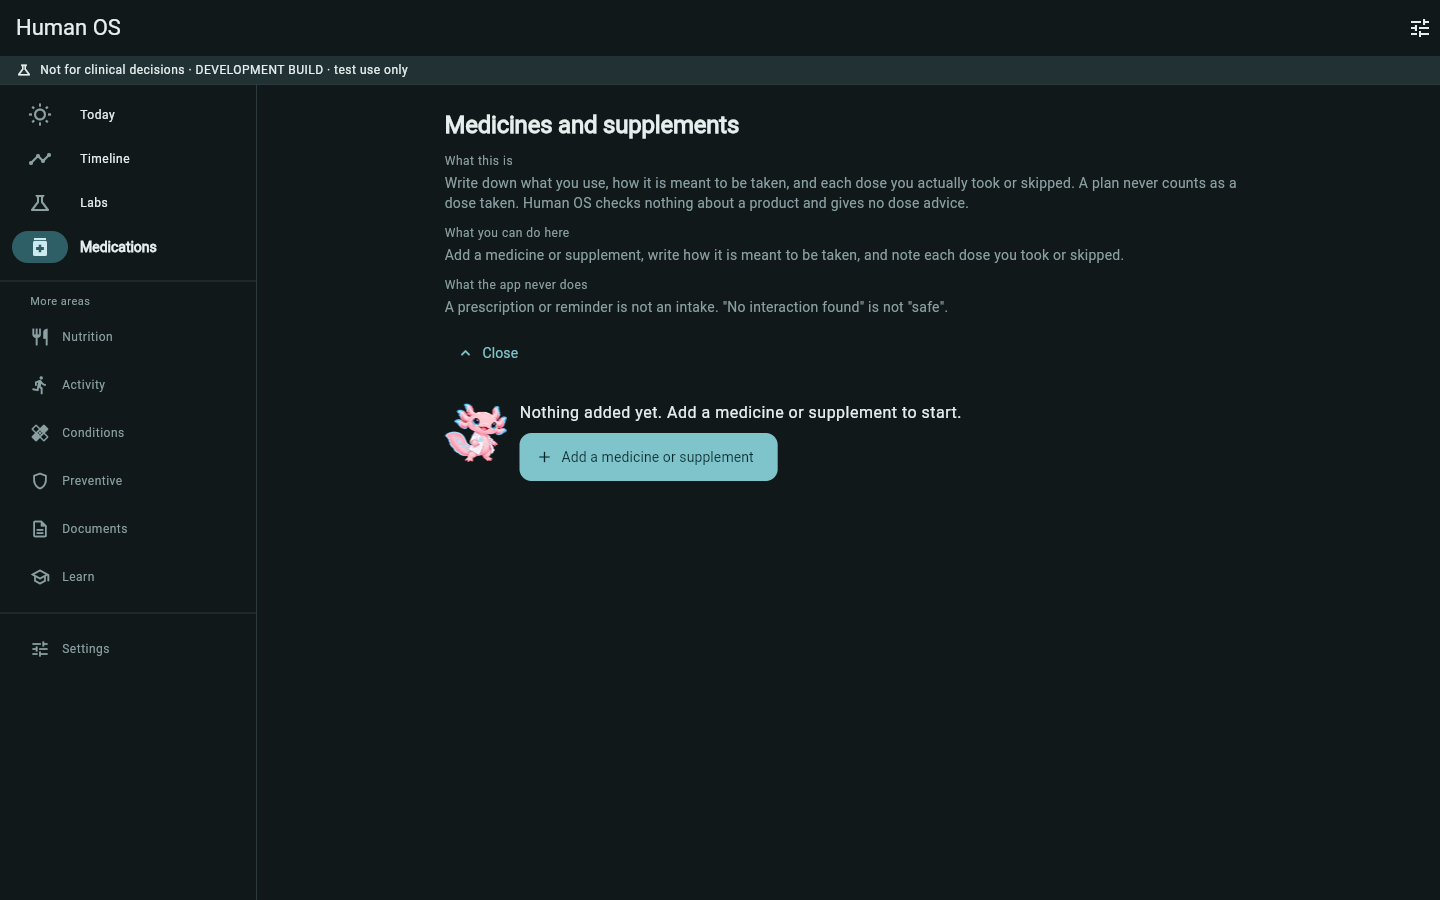 Human OS
Not for clinical decisions · DEVELOPMENT BUILD · test use only
Today
Timeline
Labs
Medications
More areas
Nutrition
Activity
Conditions
Preventive
Documents
Learn
Settings
Medicines and supplements
What this is
Write down what you use, how it is meant to be taken, and each dose you actually took or skipped. A plan never counts as a
dose taken. Human OS checks nothing about a product and gives no dose advice.
What you can do here
Add a medicine or supplement, write how it is meant to be taken, and note each dose you took or skipped.
What the app never does
A prescription or reminder is not an intake. "No interaction found" is not "safe".
Close
Nothing added yet. Add a medicine or supplement to start.
Add a medicine or supplement